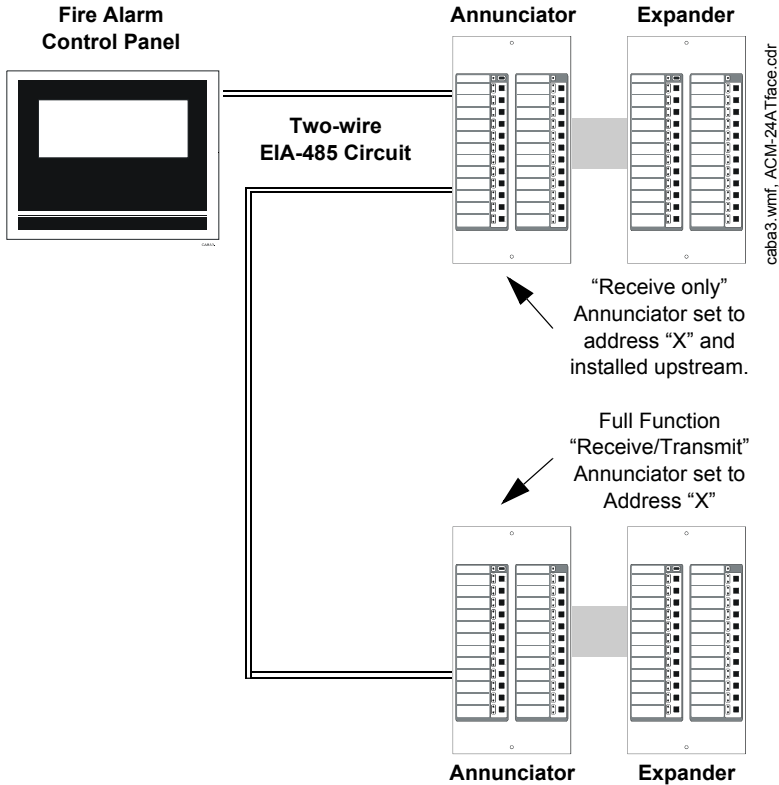 Fire Alarm
Control Panel
Annunciator
Expander
caba3.wmf, ACM-24ATface.cdr
Two-wire
EIA-485 Circuit
“Receive only”
Annunciator set to
address “X” and
installed upstream.
Full Function
“Receive/Transmit”
Annunciator set to
Address “X”
Annunciator
Expander